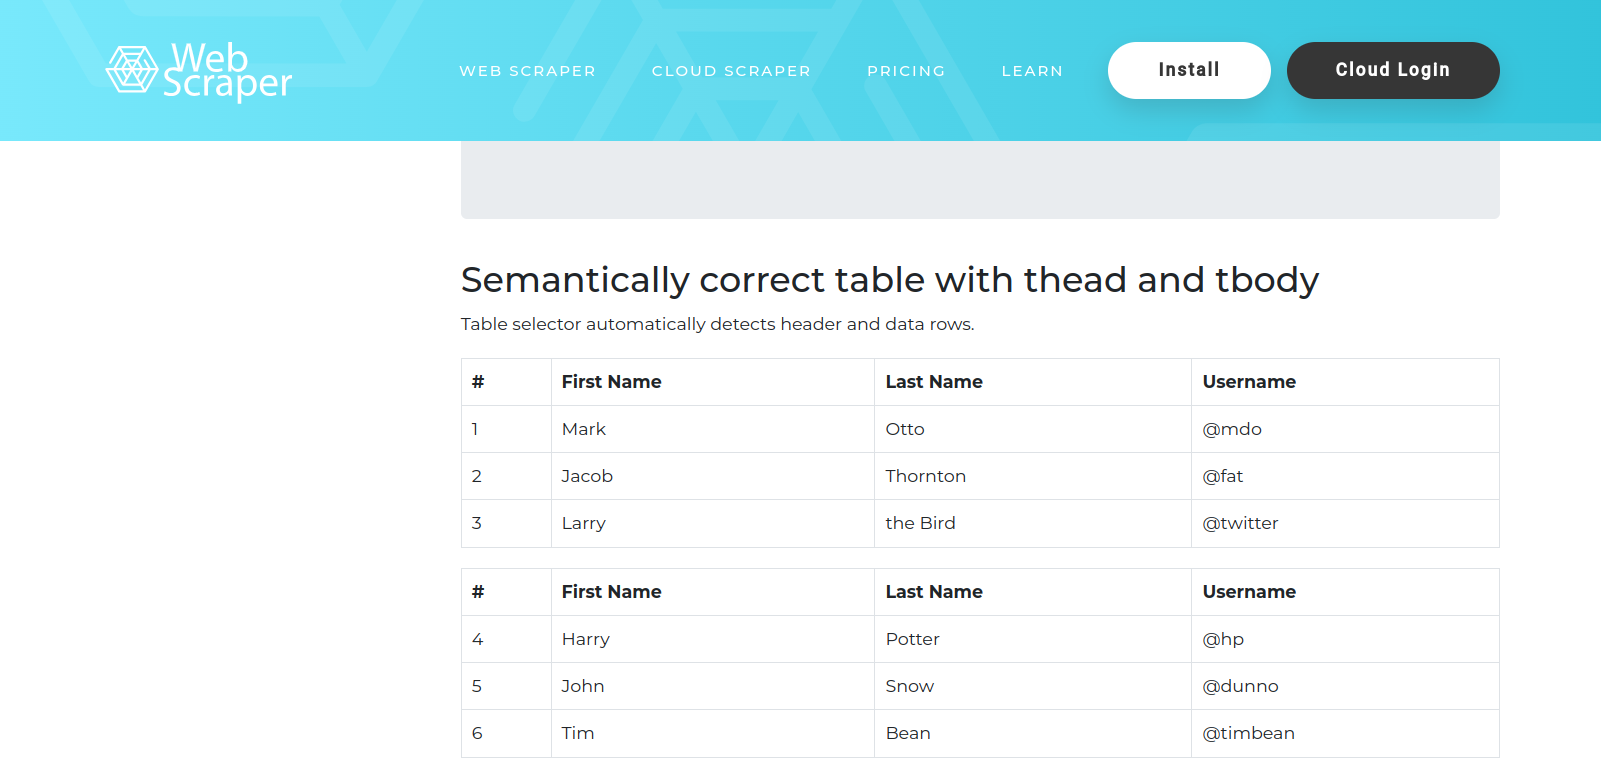 Web
Scraper
WEB SCRAPER CLOUD SCRAPER PRICING LEARN Install Cloud Login
Semantically correct table with thead and tbody
Table selector automatically detects header and data rows.
# First Name Last Name Username
1 Mark Otto @mdo
2 Jacob Thornton @fat
3 Larry the Bird @twitter
# First Name Last Name Username
4 Harry Potter @hp
5 John Snow @dunno
6 Tim Bean @timbean